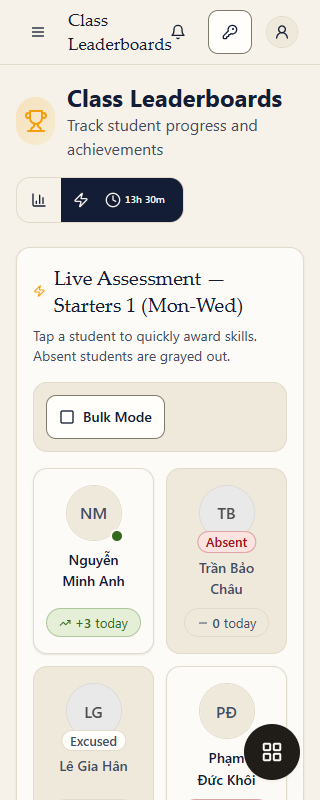 Class
Leaderboards
Class Leaderboards
Track student progress and
achievements
13h 30m
Live Assessment —
Starters 1 (Mon-Wed)
Tap a student to quickly award skills.
Absent students are grayed out.
Bulk Mode
NM
Nguyễn
Minh Anh
+3 today
TB
Absent
Trần Bảo
Châu
0 today
LG
Excused
Lê Gia Hân
PĐ
Phạm
Đức Khôi